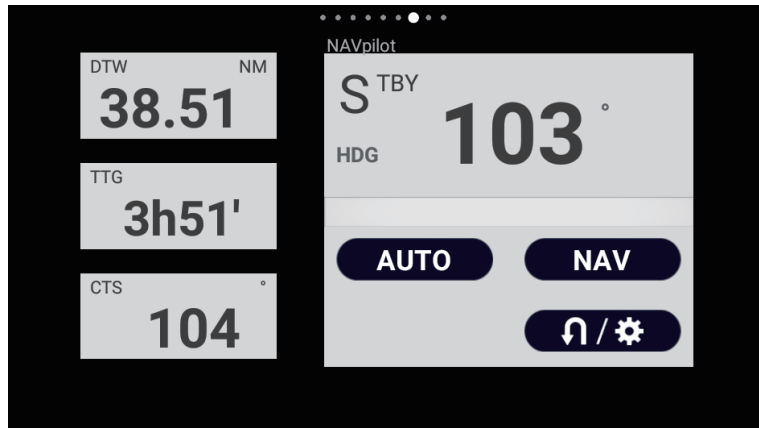 DTW NM
38.51
TTG
3h51'
CTS °
104
NAVpilot
S TBY
HDG 103°
AUTO NAV
/